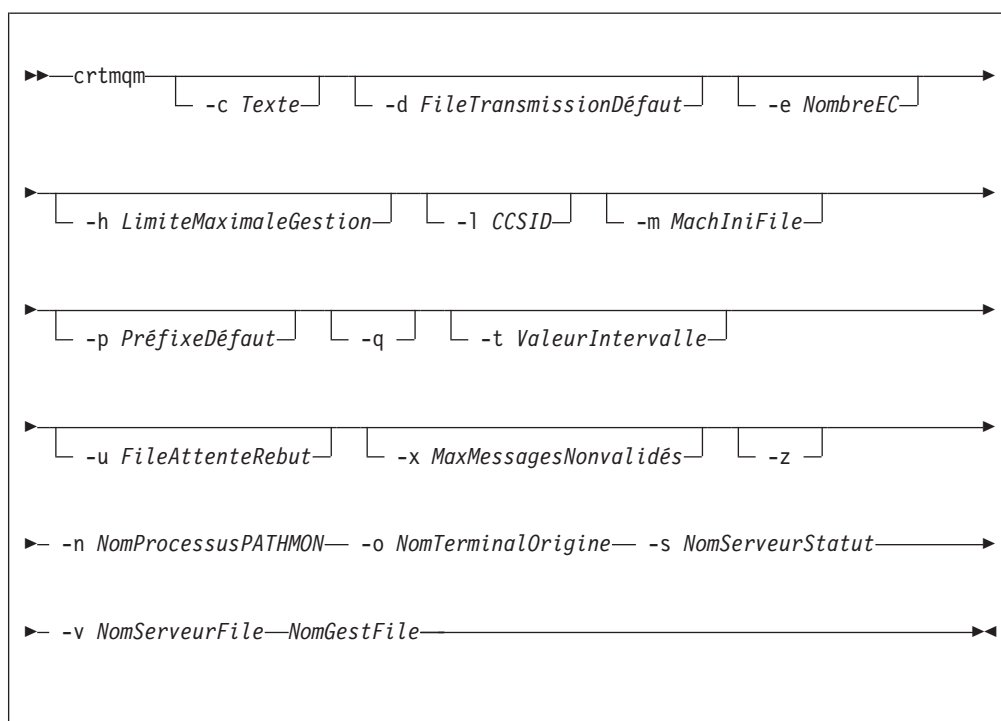 crtmqm
-c Texte -d FileTransmissionDéfaut -e NombreEC
-h LimiteMaximaleGestion -l CCSID -m MachIniFile
-p PréfixeDéfaut -q -t ValeurIntervalle
-u FileAttenteRebut -x MaxMessagesNonvalidés -z
-n NomProcessusPATHMON -o NomTerminalOrigine -s NomServeurStatut
-v NomServeurFile NomGestFile